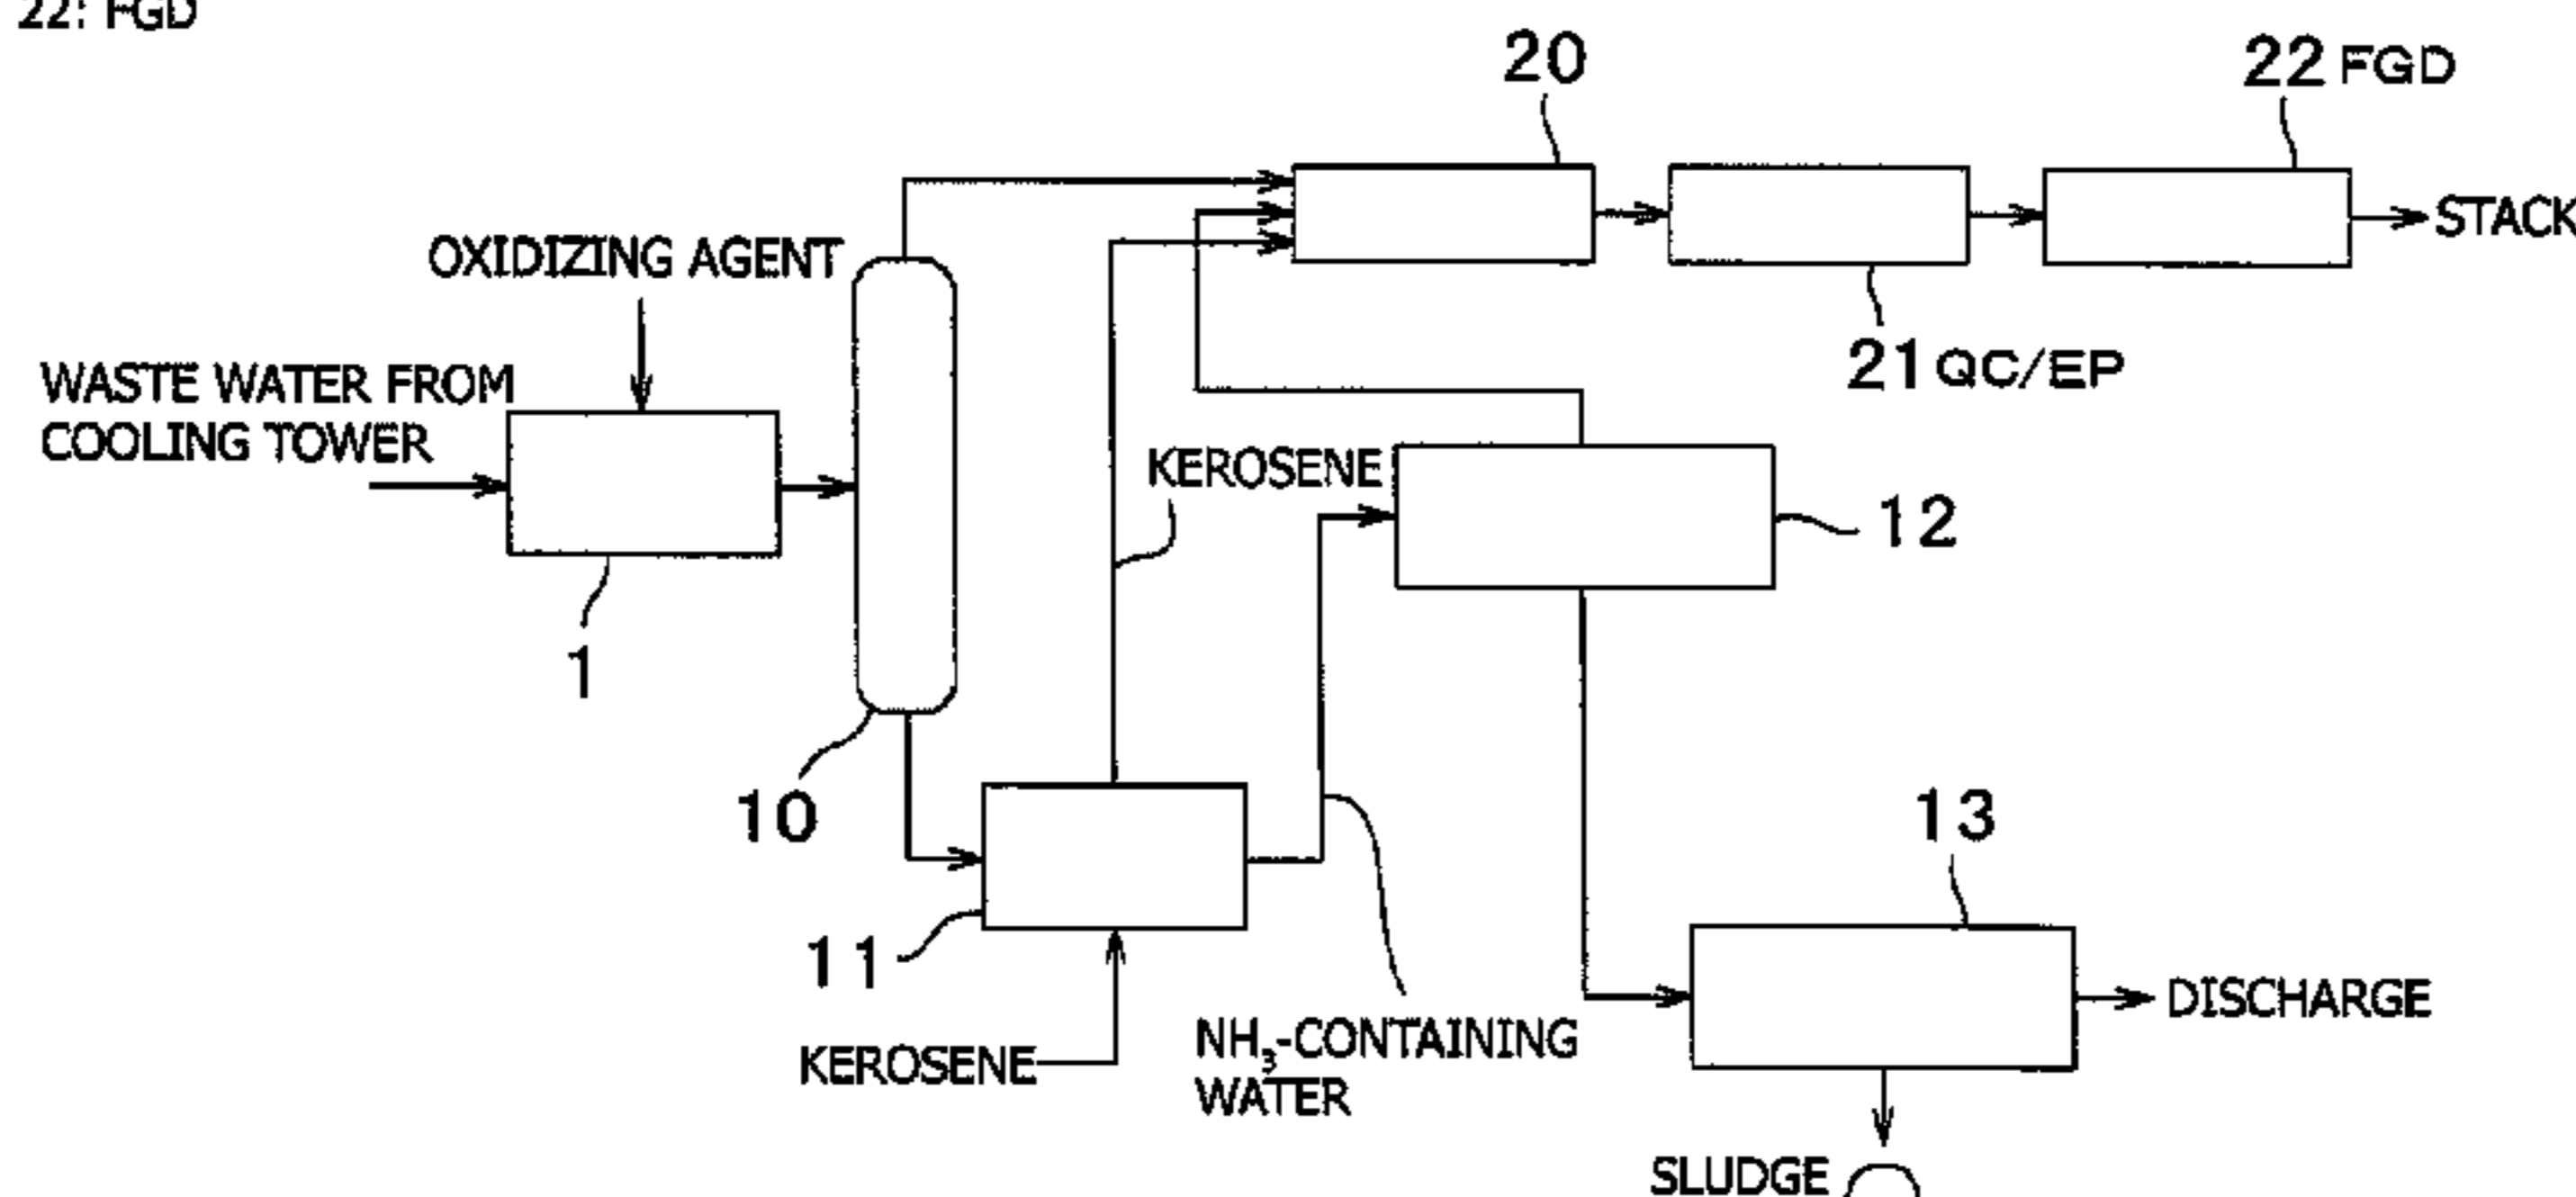 22: FGD
20
22 FGD
STACK
OXIDIZING AGENT
21 QC/EP
WASTE WATER FROM
COOLING TOWER
KEROSENE
12
1
10
13
11
DISCHARGE
KEROSENE
NH₃-CONTAINING
WATER
SLUDGE